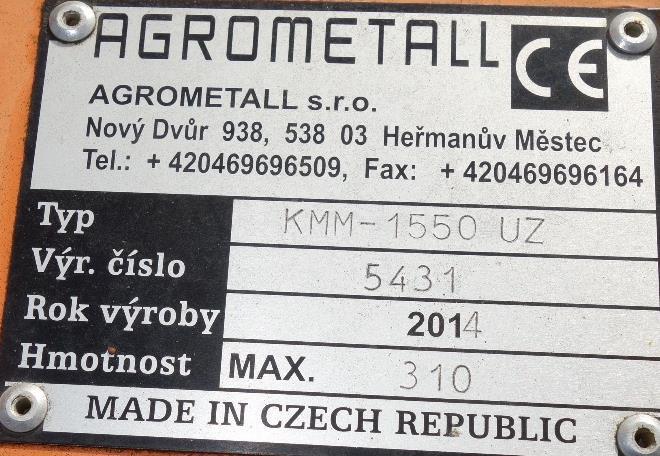 AGROMETALL CE
AGROMETALL s.r.o.
Nový Dvůr 938, 538 03 Heřmanův Městec
Tel.: + 420469696509, Fax: + 420469696164
Typ KMM-1550 UZ
Výr. číslo 5431
Rok výroby 2014
Hmotnost MAX. 310
MADE IN CZECH REPUBLIC